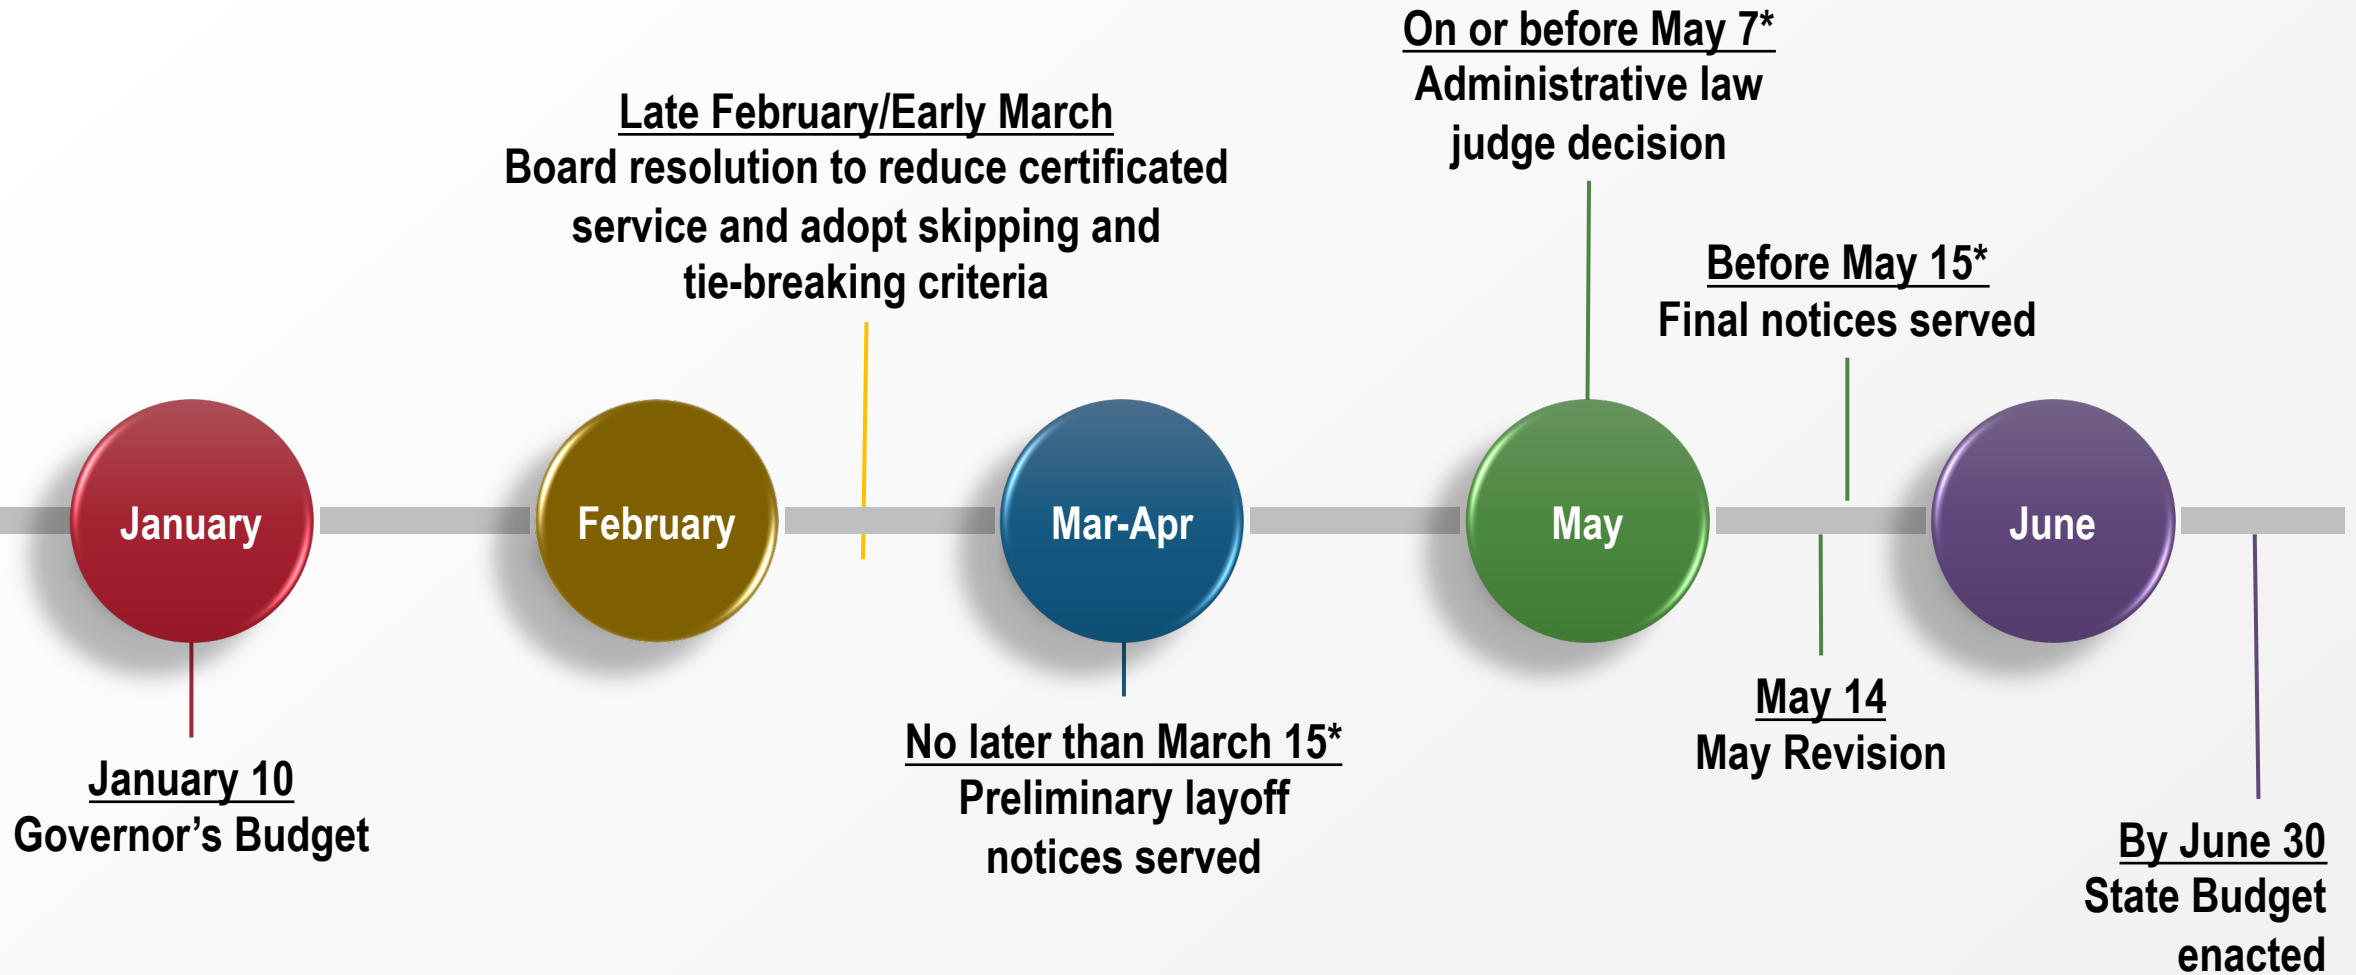 On or before May 7*
Administrative law
judge decision
Late February/Early March
Board resolution to reduce certificated
service and adopt skipping and
tie-breaking criteria
Before May 15*
Final notices served
January
February
Mar-Apr
May
June
January 10
Governor’s Budget
No later than March 15*
Preliminary layoff
notices served
May 14
May Revision
By June 30
State Budget
enacted